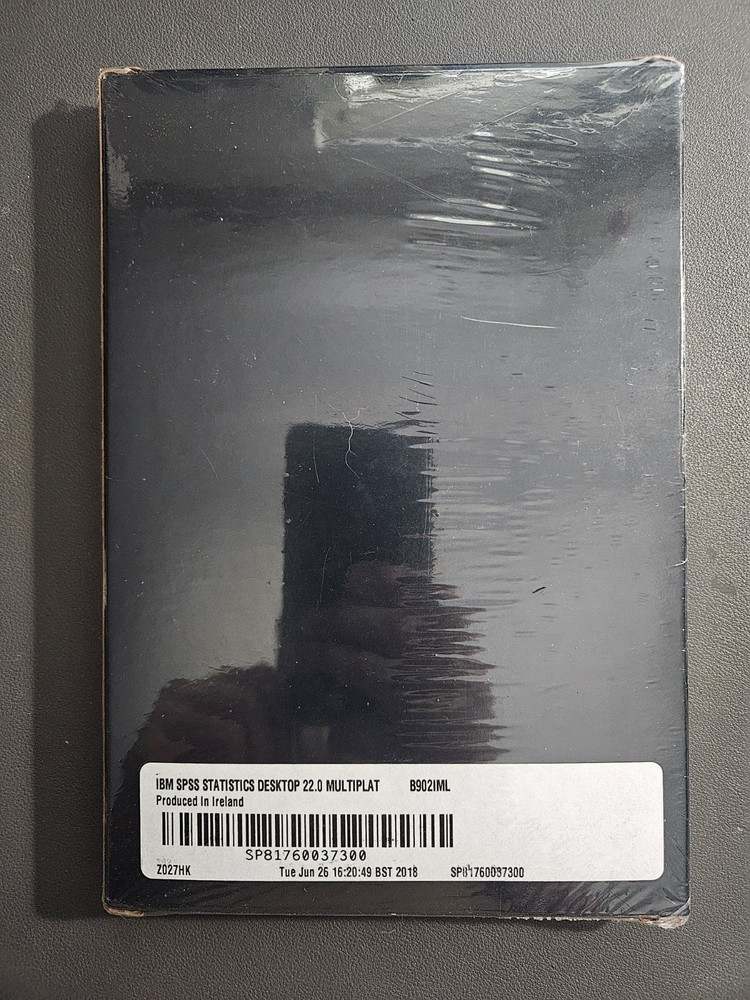 IBM SPSS STATISTICS DESKTOP 22.0 MULTIPLAT B902IML
Produced in Ireland
SP81760037300
Z027HK Tue Jun 26 16:20:49 BST 2018 SP81760037300